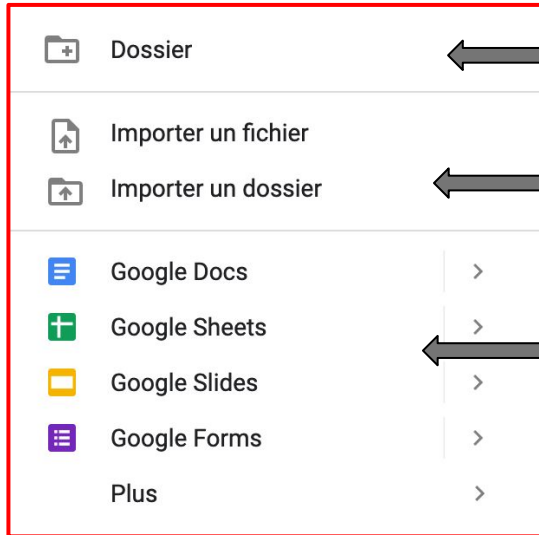 Dossier
Importer un fichier
Importer un dossier
Google Docs
Google Sheets
Google Slides
Google Forms
Plus